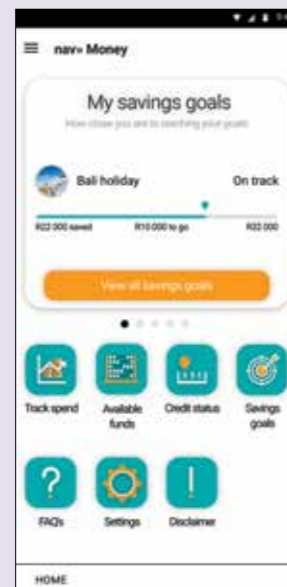 nav» Money
My savings goals
How close you are to reaching your goals
Bali holiday
On track
R22 000 saved
R10 000 to go
R32 000
View all savings goals
Track spend
Available
funds
Credit status
Savings
goals
FAQ's
Settings
Disclaimer
HOME